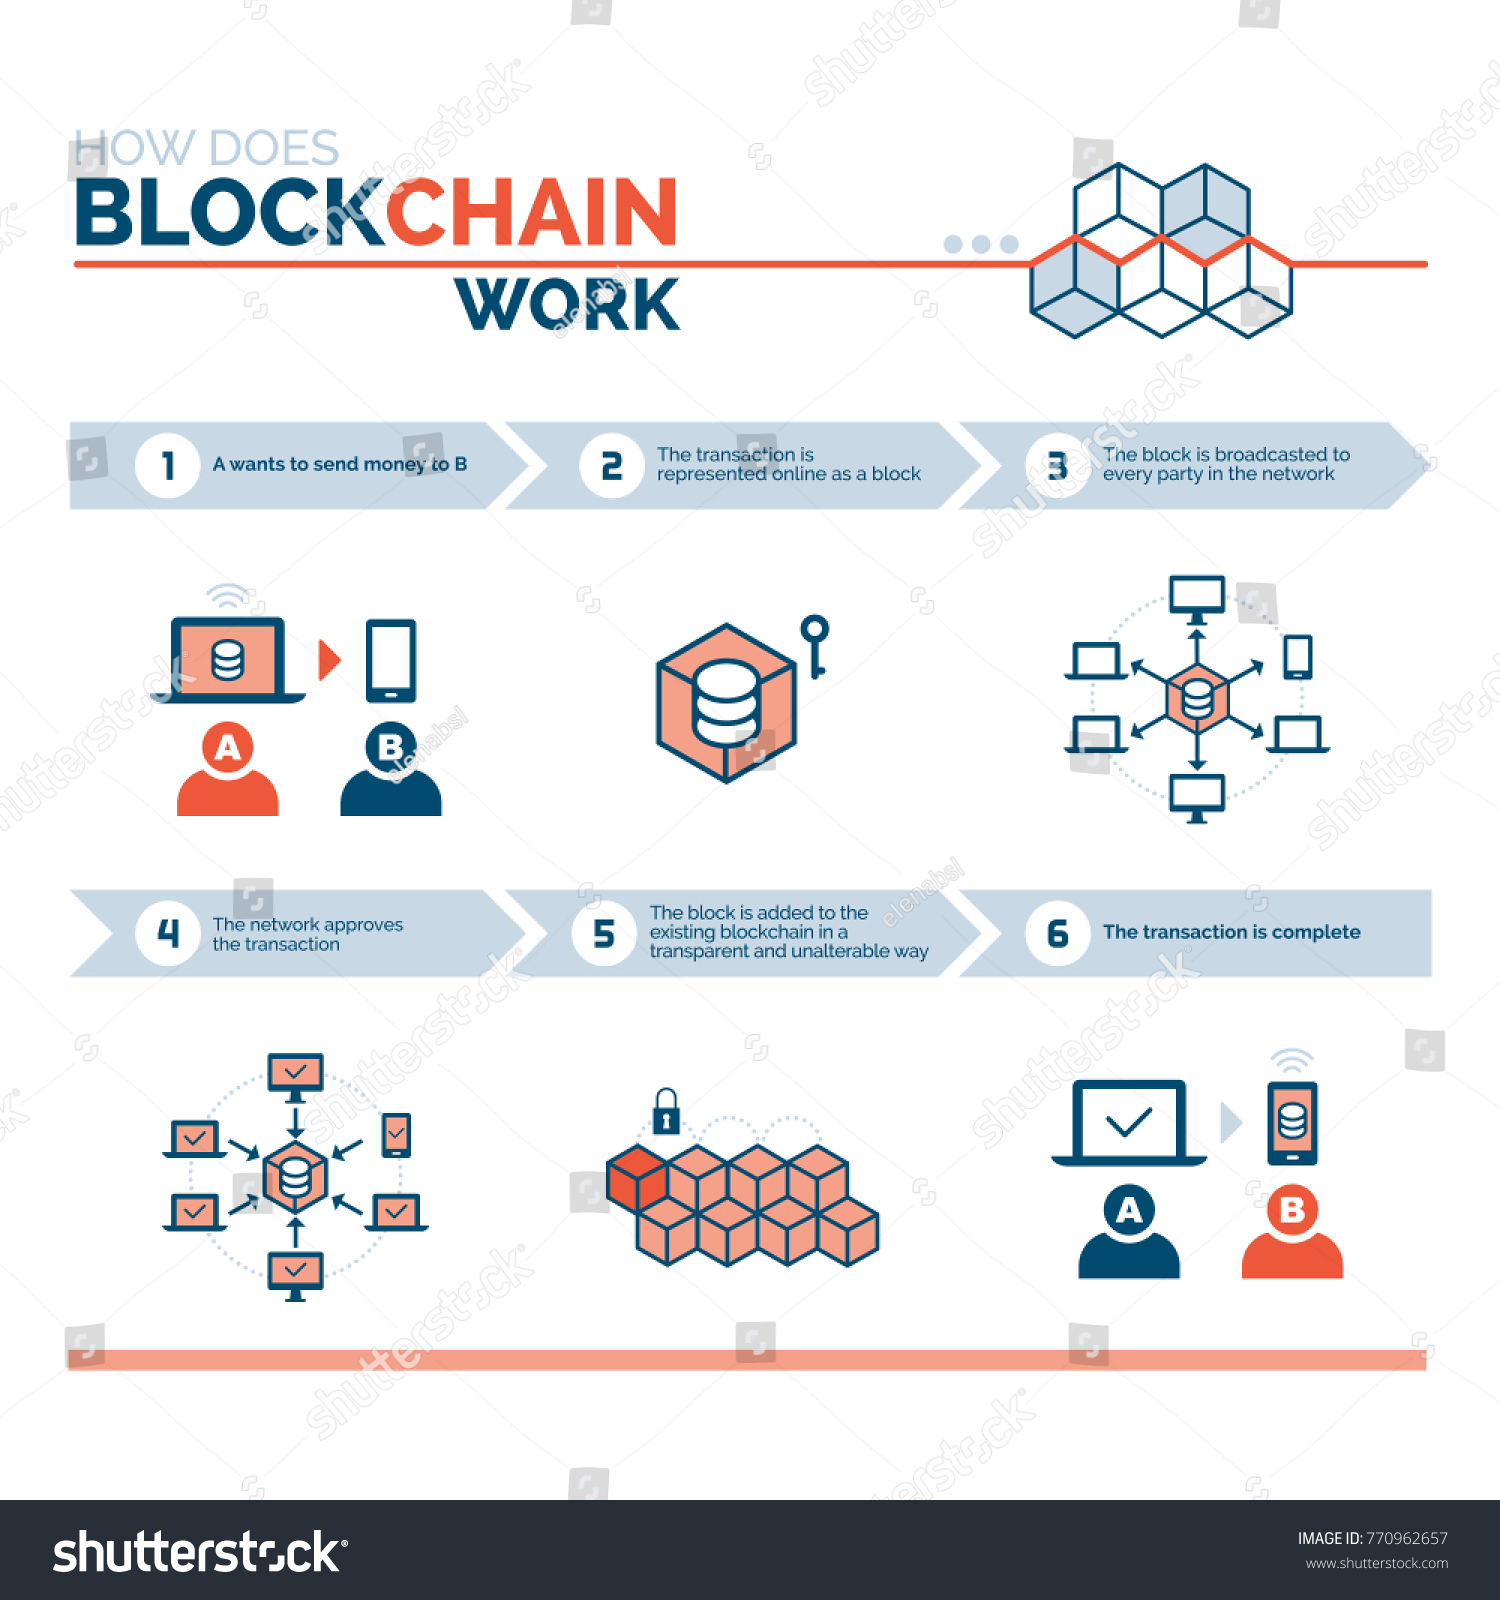 HOW DOES
BLOCKCHAIN
WORK
1
A wants to send money to B
2
The transaction is
represented online as a block
3
The block is broadcasted to
every party in the network
A
B
4
The network approves
the transaction
5
The block is added to the
existing blockchain in a
transparent and unalterable way
6
The transaction is complete
A
B
shutterstock
elenabsl
shutterstock
IMAGE ID: 770962657
www.shutterstock.com